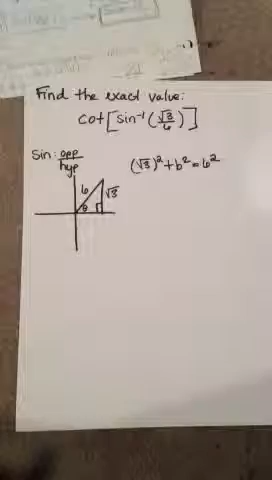 Find the exact value:
cot[sin⁻¹(√3/6)]
sin: opp/hyp
(√3)² + b² = 6²
6
√3
θ